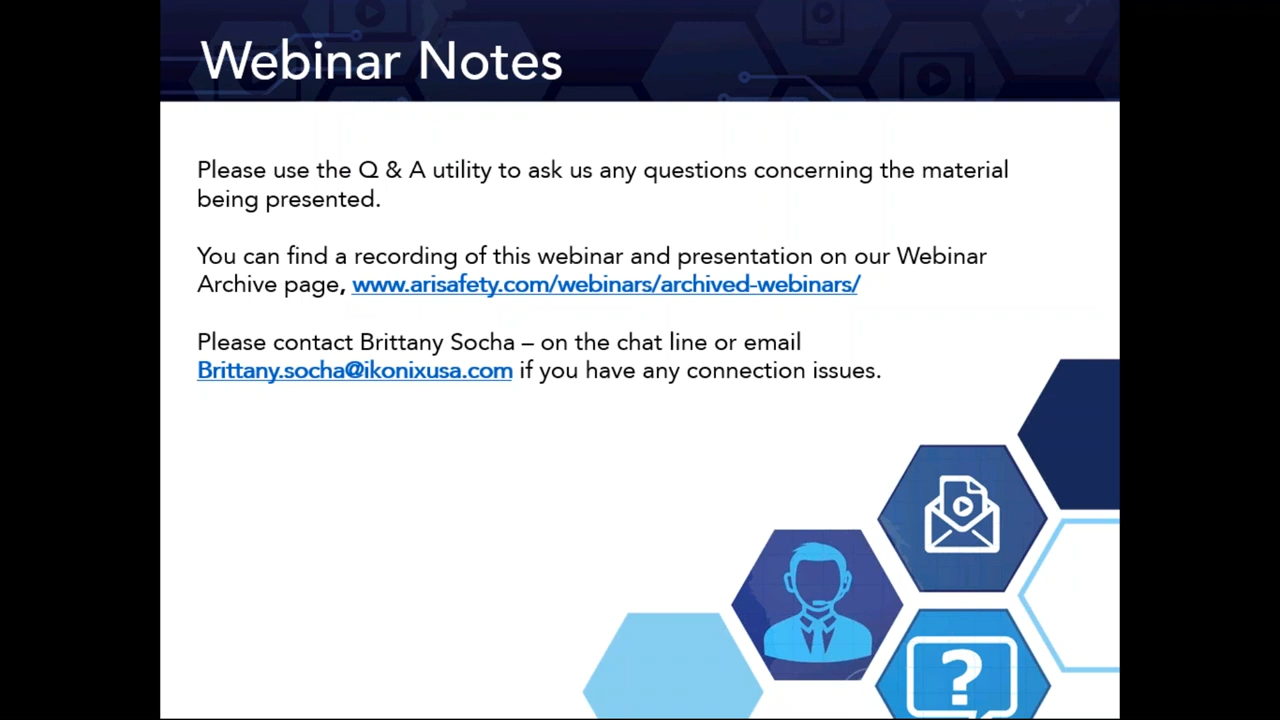 Webinar Notes
Please use the Q & A utility to ask us any questions concerning the material
being presented.
You can find a recording of this webinar and presentation on our Webinar
Archive page, www.arisafety.com/webinars/archived-webinars/
Please contact Brittany Socha – on the chat line or email
Brittany.socha@ikonixusa.com if you have any connection issues.
?